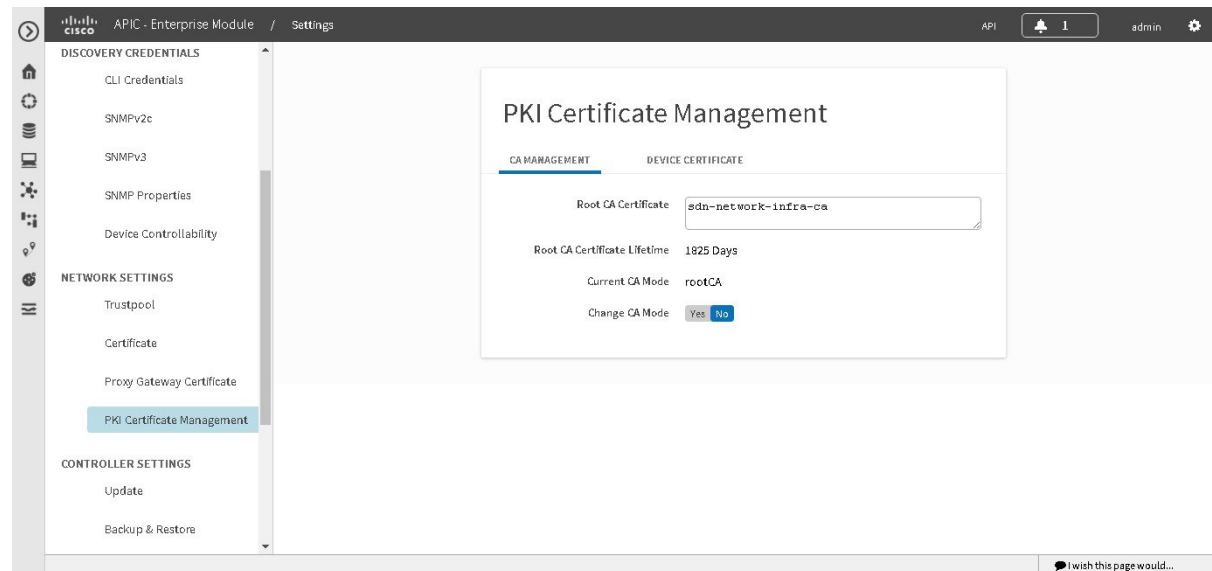 CISCO APIC - Enterprise Module / Settings API 1 admin
DISCOVERY CREDENTIALS
CLI Credentials
SNMPv2c
SNMPv3
SNMP Properties
Device Controllability
NETWORK SETTINGS
Trustpool
Certificate
Proxy Gateway Certificate
PKI Certificate Management
CONTROLLER SETTINGS
Update
Backup & Restore
PKI Certificate Management
CA MANAGEMENT DEVICE CERTIFICATE
Root CA Certificate sdn-network-infra-ca
Root CA Certificate Lifetime 1825 Days
Current CA Mode rootCA
Change CA Mode Yes No
I wish this page would...